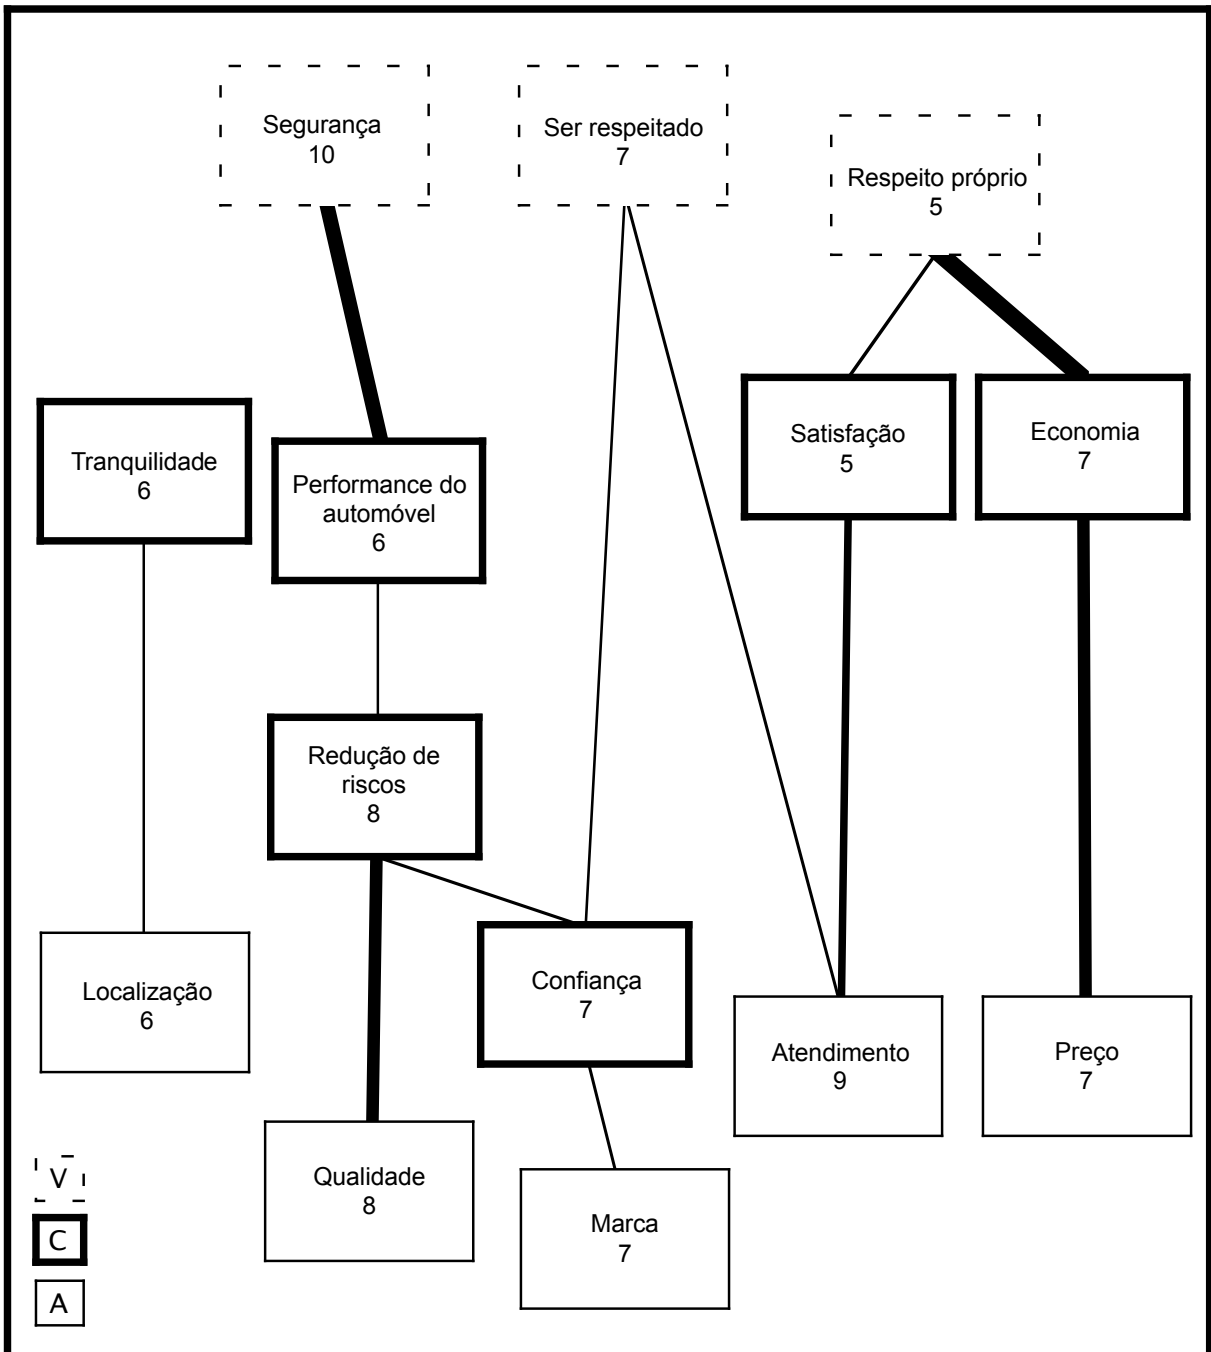 Segurança
10
Ser respeitado
7
Respeito próprio
5
Tranquilidade
6
Performance do
automóvel
6
Satisfação
5
Economia
7
Redução de
riscos
8
Localização
6
Confiança
7
Atendimento
9
Preço
7
Qualidade
8
Marca
7
V
C
A